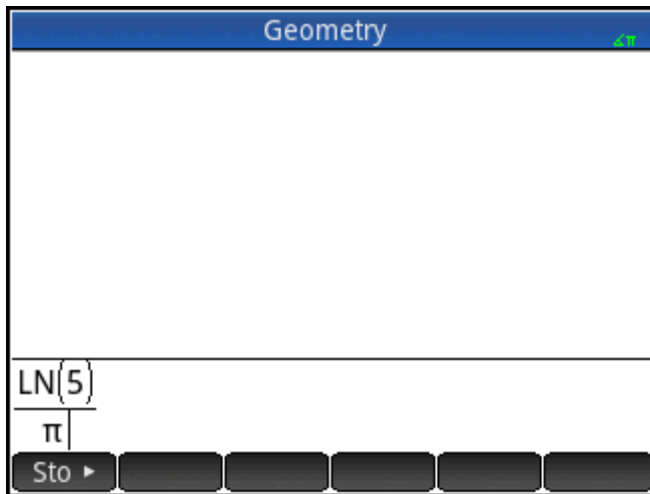 Geometry
∡π
LN(5)
π
Sto ►